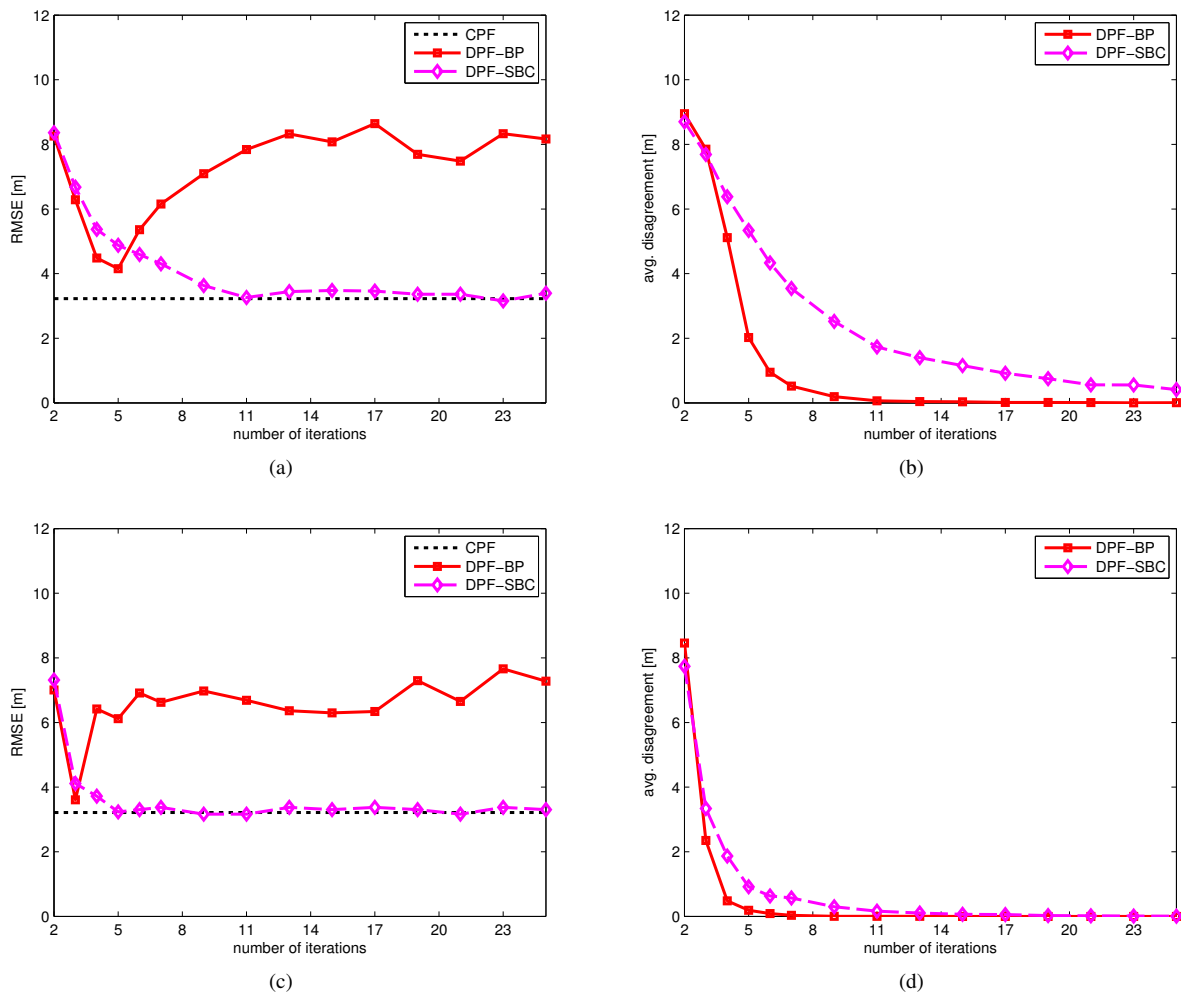 12
10
8
6
4
2
0
RMSE [m]
CPF
DPF-BP
DPF-SBC
2 5 8 11 14 17 20 23
number of iterations
(a)
12
10
8
6
4
2
0
avg. disagreement [m]
DPF-BP
DPF-SBC
2 5 8 11 14 17 20 23
number of iterations
(b)
12
10
8
6
4
2
0
RMSE [m]
CPF
DPF-BP
DPF-SBC
2 5 8 11 14 17 20 23
number of iterations
(c)
12
10
8
6
4
2
0
avg. disagreement [m]
DPF-BP
DPF-SBC
2 5 8 11 14 17 20 23
number of iterations
(d)